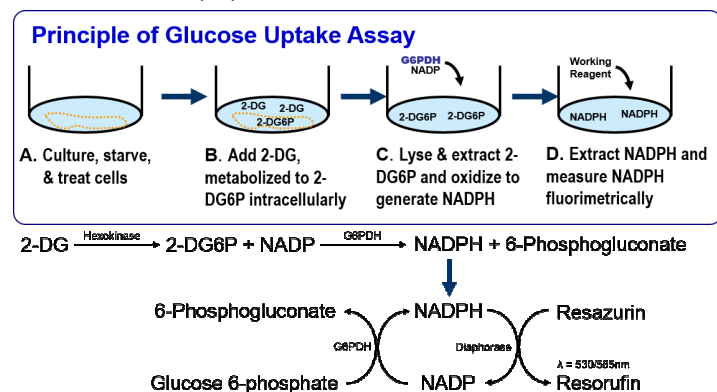 Principle of Glucose Uptake Assay
G6PDH
NADP
Working
Reagent
2-DG 2-DG
2-DG6P
2-DG6P 2-DG6P
NADPH NADPH
A. Culture, starve,
& treat cells
B. Add 2-DG,
metabolized to 2-
DG6P intracellularly
C. Lyse & extract 2-
DG6P and oxidize to
generate NADPH
D. Extract NADPH and
measure NADPH
fluorimetrically
2-DG Hexokinase 2-DG6P + NADP G6PDH NADPH + 6-Phosphogluconate
6-Phosphogluconate NADPH Resazurin
G6PDH Diaphorase
λ = 530/585nm
Glucose 6-phosphate NADP Resorufin